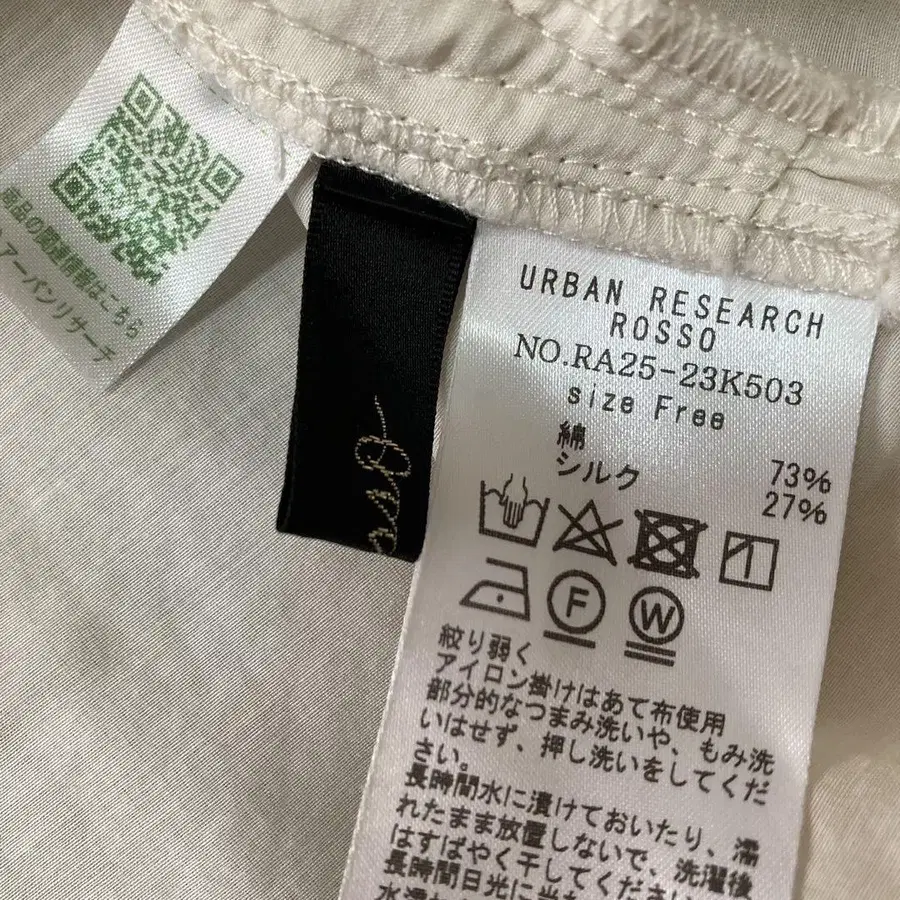 商品の関連情報はこちら
アーバンリサーチ
URBAN RESEARCH
ROSSO
NO.RA25-23K503
size Free
綿 73%
シルク 27%
F
W
絞り弱く
アイロン掛けはあて布使用
部分的なつまみ洗いや、もみ洗
いはせず、押し洗いをしてくだ
さい。
長時間水に漬けておいたり、濡
れたまま放置しないで、洗濯後
はすばやく干してください
長時間日光に当